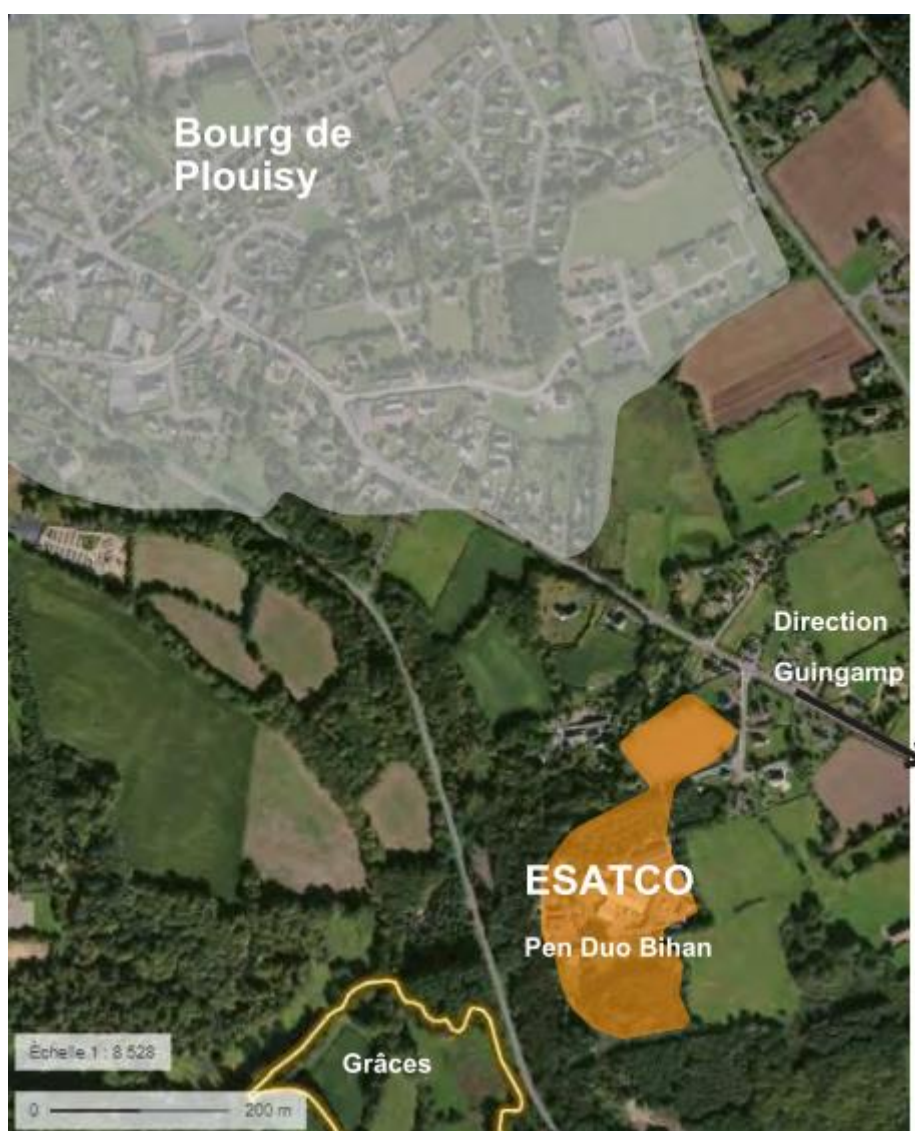 Bourg de
Plouisy
Direction
Guingamp
ESATCO
Pen Duo Bihan
Grâces
Échelle 1 : 8 528
0 200 m